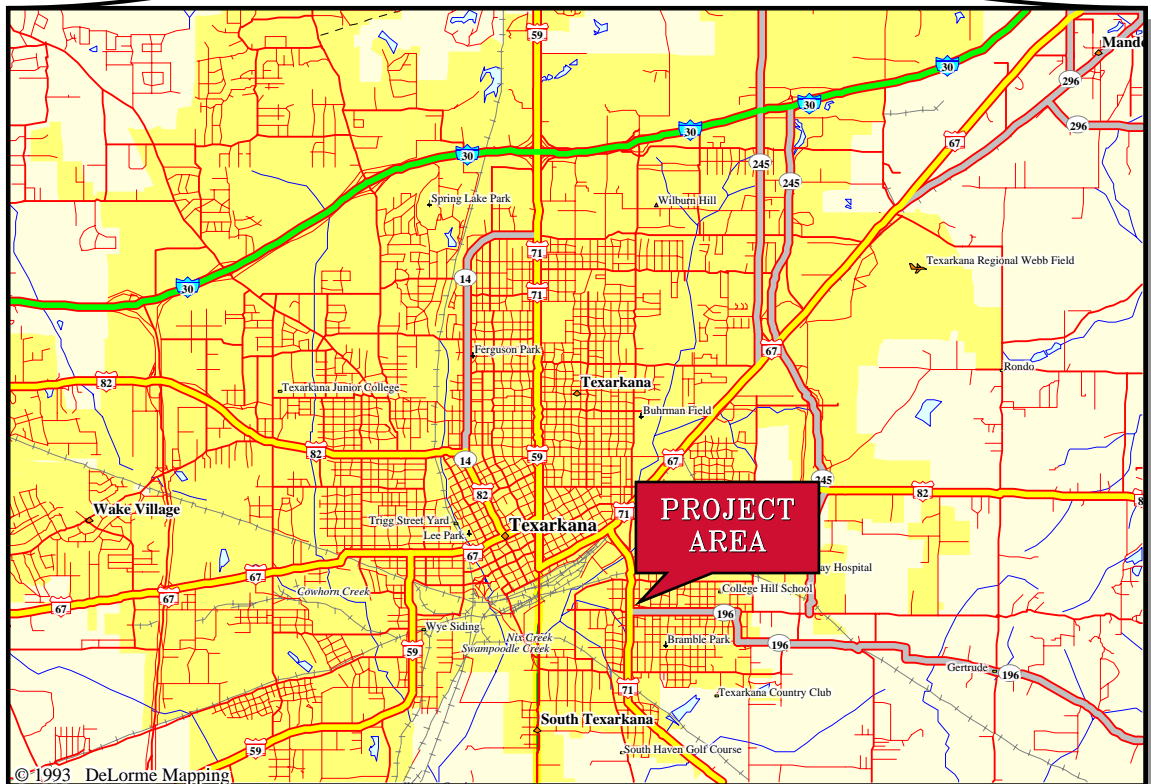 59
Mande
30
296
30
30
296
30
67
245
245
Spring Lake Park
Wilburn Hill
71
Texarkana Regional Webb Field
14
30
71
67
Ferguson Park
Rondo
82
Texarkana Junior College
Texarkana
Buhrman Field
82
59
14
67
245
82
82
8
Wake Village
PROJECT
AREA
71
Trigg Street Yard
Texarkana
Lee Park
67
ay Hospital
67
College Hill School
Cowhorn Creek
67
67
196
Wye Siding
Nix Creek
Bramble Park
196
Swampoodle Creek
59
Gertrude
196
71
Texarkana Country Club
South Texarkana
59
South Haven Golf Course
© 1993 DeLorme Mapping